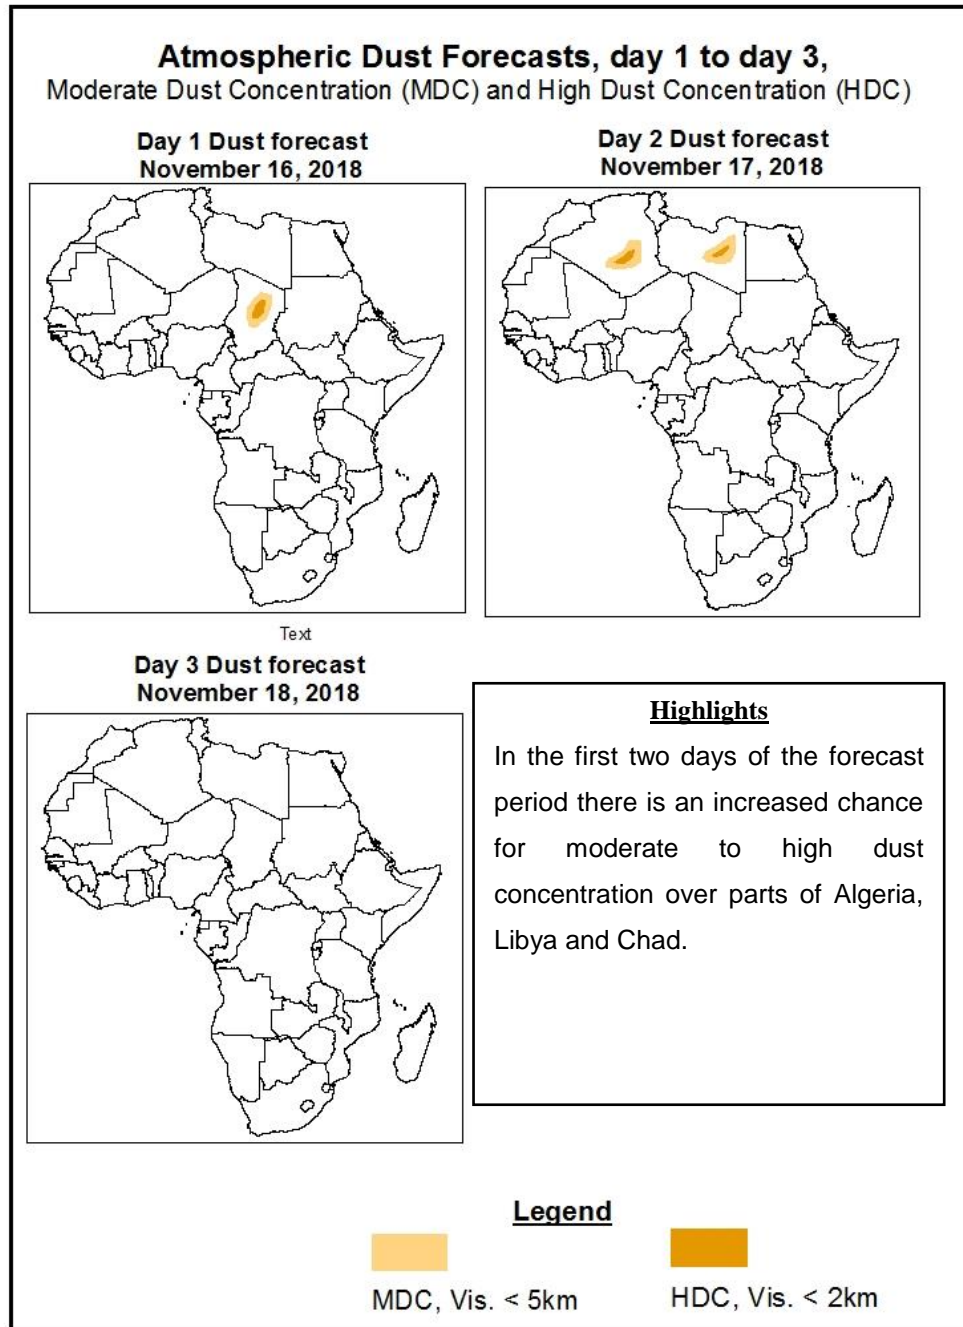 Atmospheric Dust Forecasts, day 1 to day 3,
Moderate Dust Concentration (MDC) and High Dust Concentration (HDC)
Day 1 Dust forecast
November 16, 2018
Day 2 Dust forecast
November 17, 2018
Text
Day 3 Dust forecast
November 18, 2018
Highlights
In the first two days of the forecast
period there is an increased chance
for moderate to high dust
concentration over parts of Algeria,
Libya and Chad.
Legend
MDC, Vis. < 5km
HDC, Vis. < 2km